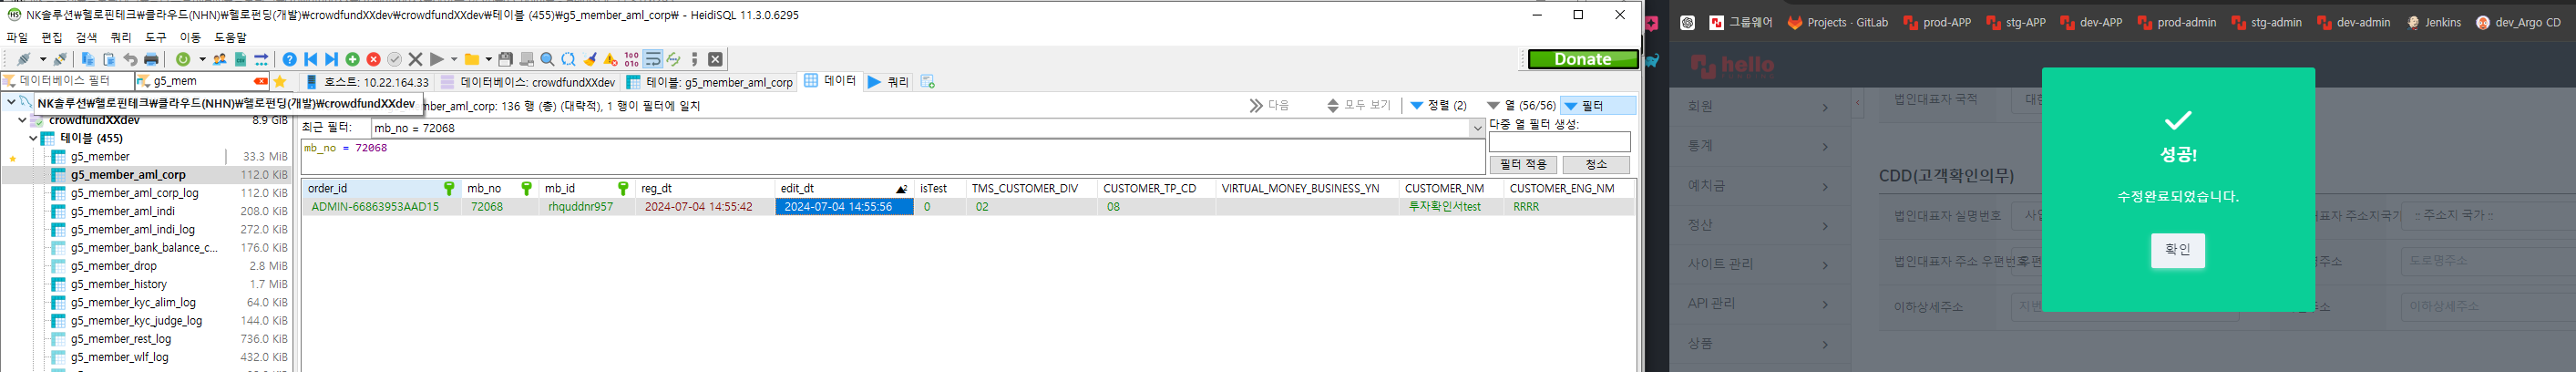 NK솔루션₩헬로핀테크₩클라우드(NHN)₩헬로펀딩(개발)₩crowdfundXXdev₩crowdfundXXdev₩테이블 (455)₩g5_member_aml_corp₩ - HeidiSQL 11.3.0.6295
파일 편집 검색 쿼리 도구 이동 도움말
Donate
데이터베이스 필터 g5_mem
호스트: 10.22.164.33 데이터베이스: crowdfundXXdev 테이블: g5_member_aml_corp 데이터 쿼리
NK솔루션₩헬로핀테크₩클라우드(NHN)₩헬로펀딩(개발)₩crowdfundXXdev
mber_aml_corp: 136 행 (총) (대략적), 1 행이 필터에 일치
다음 모두 보기 정렬 (2) 열 (56/56) 필터
crowdfundXXdev 8.9 GiB
테이블 (455)
g5_member 33.3 MiB
g5_member_aml_corp 112.0 KiB
g5_member_aml_corp_log 112.0 KiB
g5_member_aml_indi 208.0 KiB
g5_member_aml_indi_log 272.0 KiB
g5_member_bank_balance_c... 176.0 KiB
g5_member_drop 2.8 MiB
g5_member_history 1.7 MiB
g5_member_kyc_alim_log 64.0 KiB
g5_member_kyc_judge_log 144.0 KiB
g5_member_rest_log 736.0 KiB
g5_member_wlf_log 432.0 KiB
최근 필터: mb_no = 72068
다중 열 필터 생성:
mb_no = 72068
필터 적용 청소
order_id mb_no mb_id reg_dt edit_dt 2 isTest TMS_CUSTOMER_DIV CUSTOMER_TP_CD VIRTUAL_MONEY_BUSINESS_YN CUSTOMER_NM CUSTOMER_ENG_NM
ADMIN-66863953AAD15 72068 rhquddnr957 2024-07-04 14:55:42 2024-07-04 14:55:56 0 02 08 투자확인서test RRRR
그룹웨어 Projects · GitLab prod-APP stg-APP dev-APP prod-admin stg-admin dev-admin Jenkins dev_Argo CD
hello
회원
통계
예치금
정산
사이트 관리
API 관리
상품
법인대표자 국적 대한
CDD(고객확인의무)
법인대표자 실명번호 사업 표자 주소지국가 :: 주소지 국가 ::
법인대표자 주소 우편번호 주소 도로명주소
이하상세주소 지번 이하상세주소
성공!
수정완료되었습니다.
확인